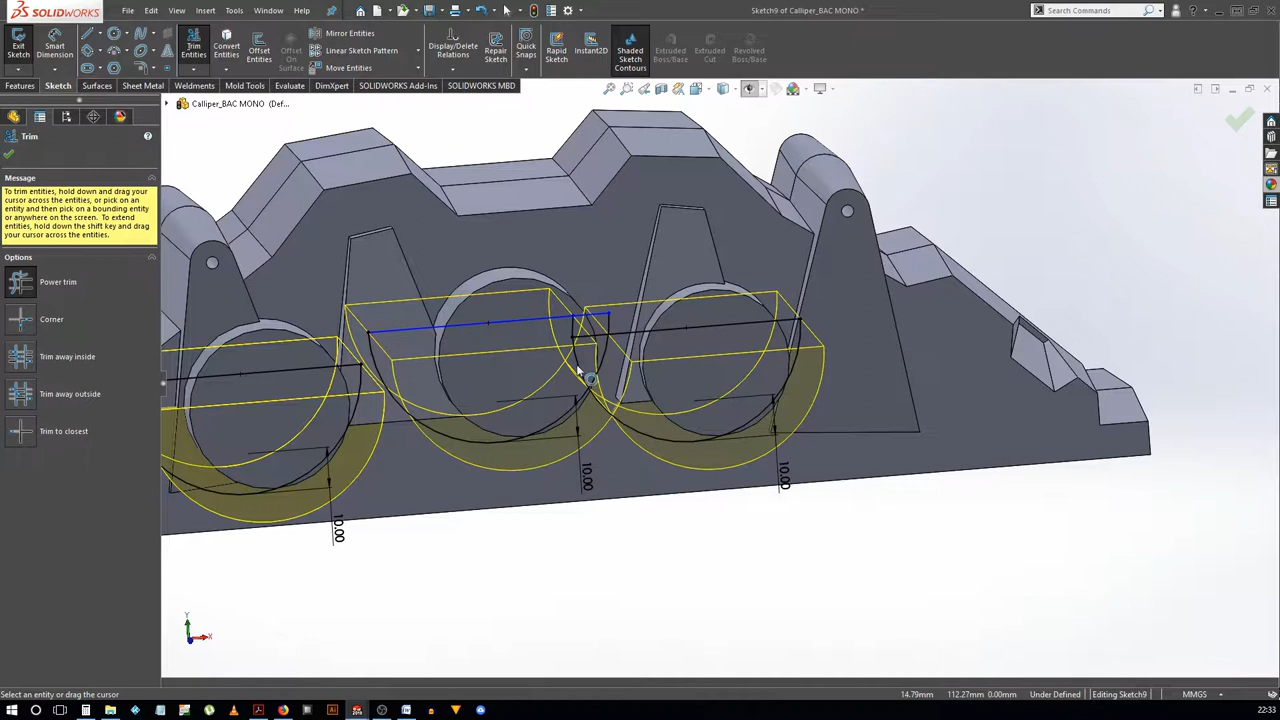 SOLIDWORKS
File Edit View Insert Tools Window Help
Sketch9 of Calliper_BAC MONO *
Search Commands
Exit Sketch
Smart Dimension
Trim Entities
Convert Entities
Offset Entities
Offset On Surface
Mirror Entities
Linear Sketch Pattern
Move Entities
Display/Delete Relations
Repair Sketch
Quick Snaps
Rapid Sketch
Instant2D
Shaded Sketch Contours
Extruded Boss/Base
Extruded Cut
Revolved Boss/Base
Features Sketch Surfaces Sheet Metal Weldments Mold Tools Evaluate DimXpert SOLIDWORKS Add-Ins SOLIDWORKS MBD
Calliper_BAC MONO (Def...
Trim
Message
To trim entities, hold down and drag your
cursor across the entities, or pick on an
entity and then pick on a bounding entity
or anywhere on the screen. To extend
entities, hold down the shift key and drag
your cursor across the entities.
Options
Power trim
Corner
Trim away inside
Trim away outside
Trim to closest
10.00
10.00
10.00
Y
X
Select an entity or drag the cursor
14.79mm 112.27mm 0.00mm Under Defined Editing Sketch9 MMGS
22:33